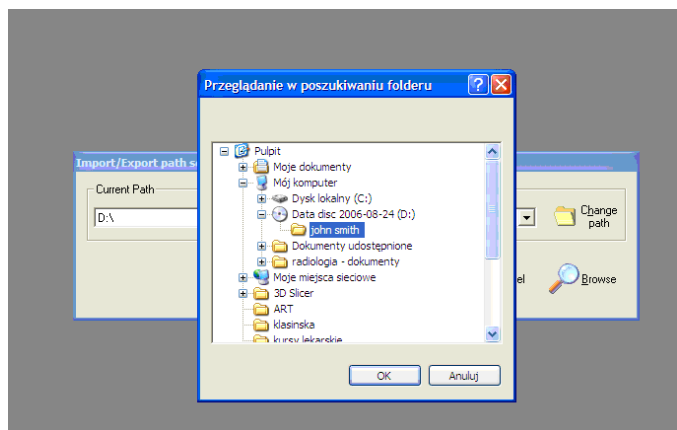 Przeglądanie w poszukiwaniu folderu
Pulpit
Moje dokumenty
Mój komputer
Dysk lokalny (C:)
Data disc 2006-08-24 (D:)
john smith
Dokumenty udostępnione
radiologia - dokumenty
Moje miejsca sieciowe
3D Slicer
ART
klasinska
kursy lekarskie
OK
Anuluj
Import/Export path s
Current Path
D:\
Change
path
el
Browse